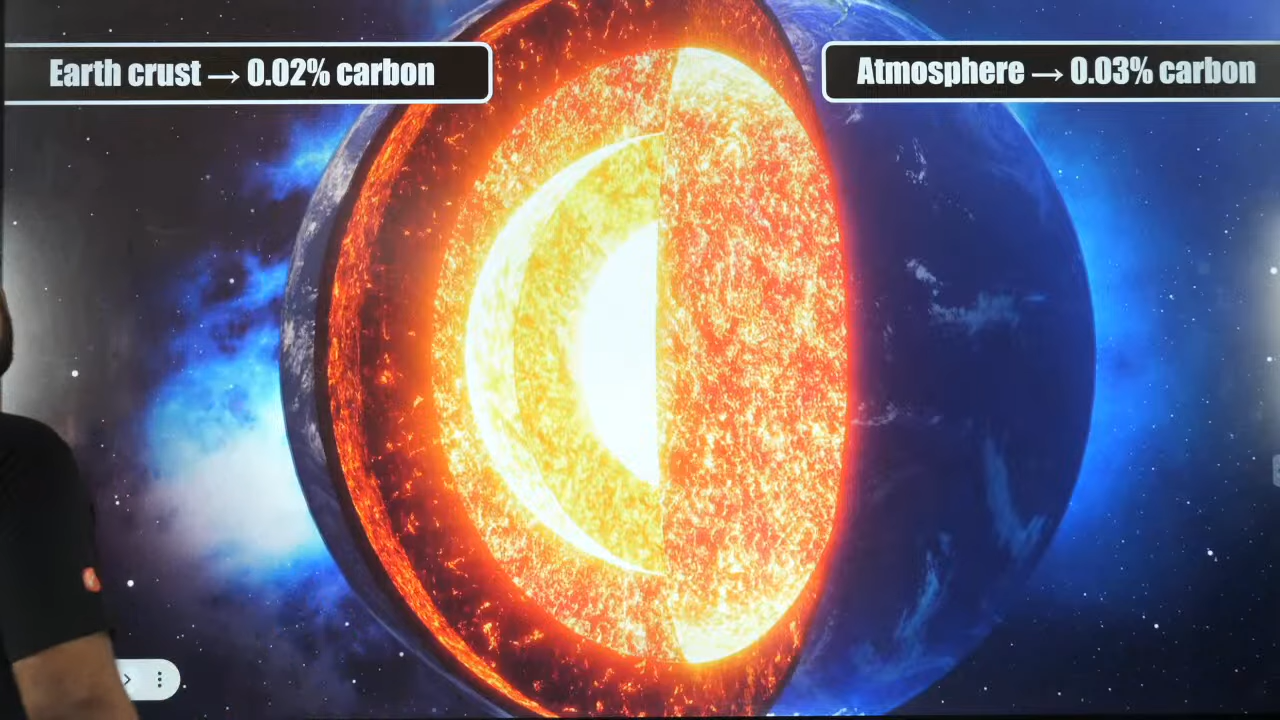 Earth crust → 0.02% carbon
Atmosphere → 0.03% carbon